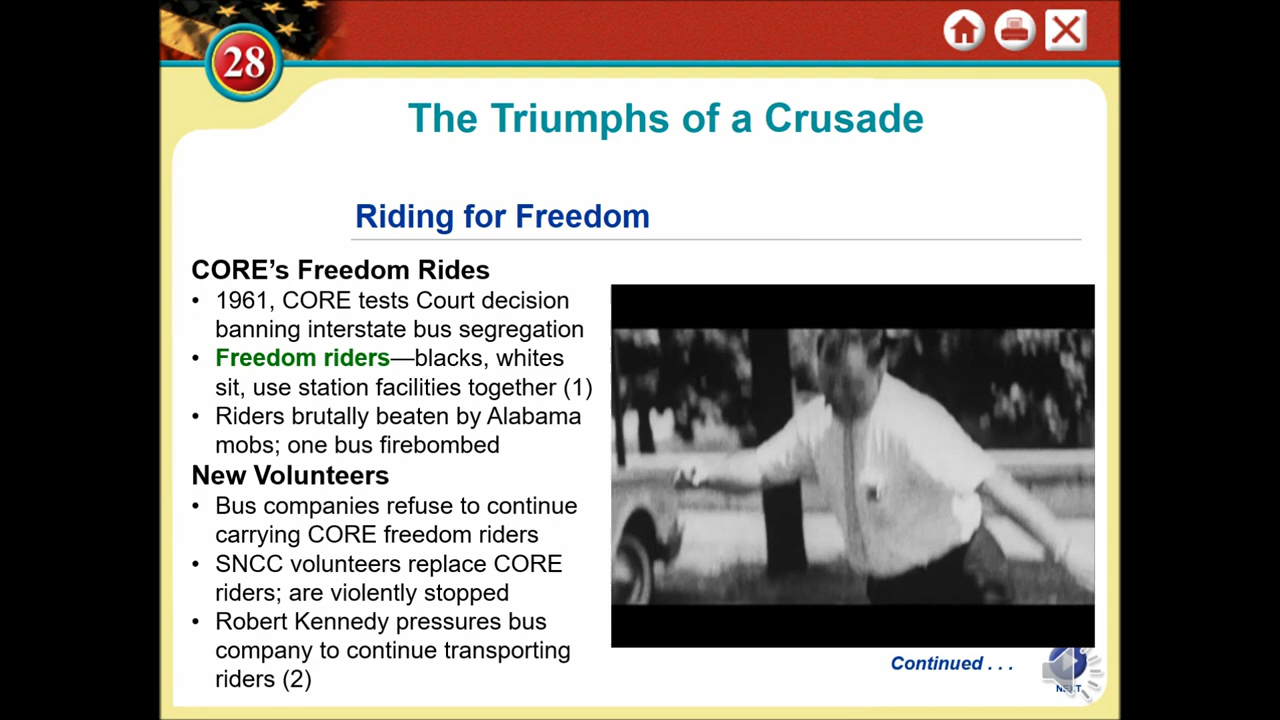 28
The Triumphs of a Crusade
Riding for Freedom
CORE’s Freedom Rides
• 1961, CORE tests Court decision
banning interstate bus segregation
• Freedom riders—blacks, whites
sit, use station facilities together (1)
• Riders brutally beaten by Alabama
mobs; one bus firebombed
New Volunteers
• Bus companies refuse to continue
carrying CORE freedom riders
• SNCC volunteers replace CORE
riders; are violently stopped
• Robert Kennedy pressures bus
company to continue transporting
riders (2)
Continued . . .
NEXT